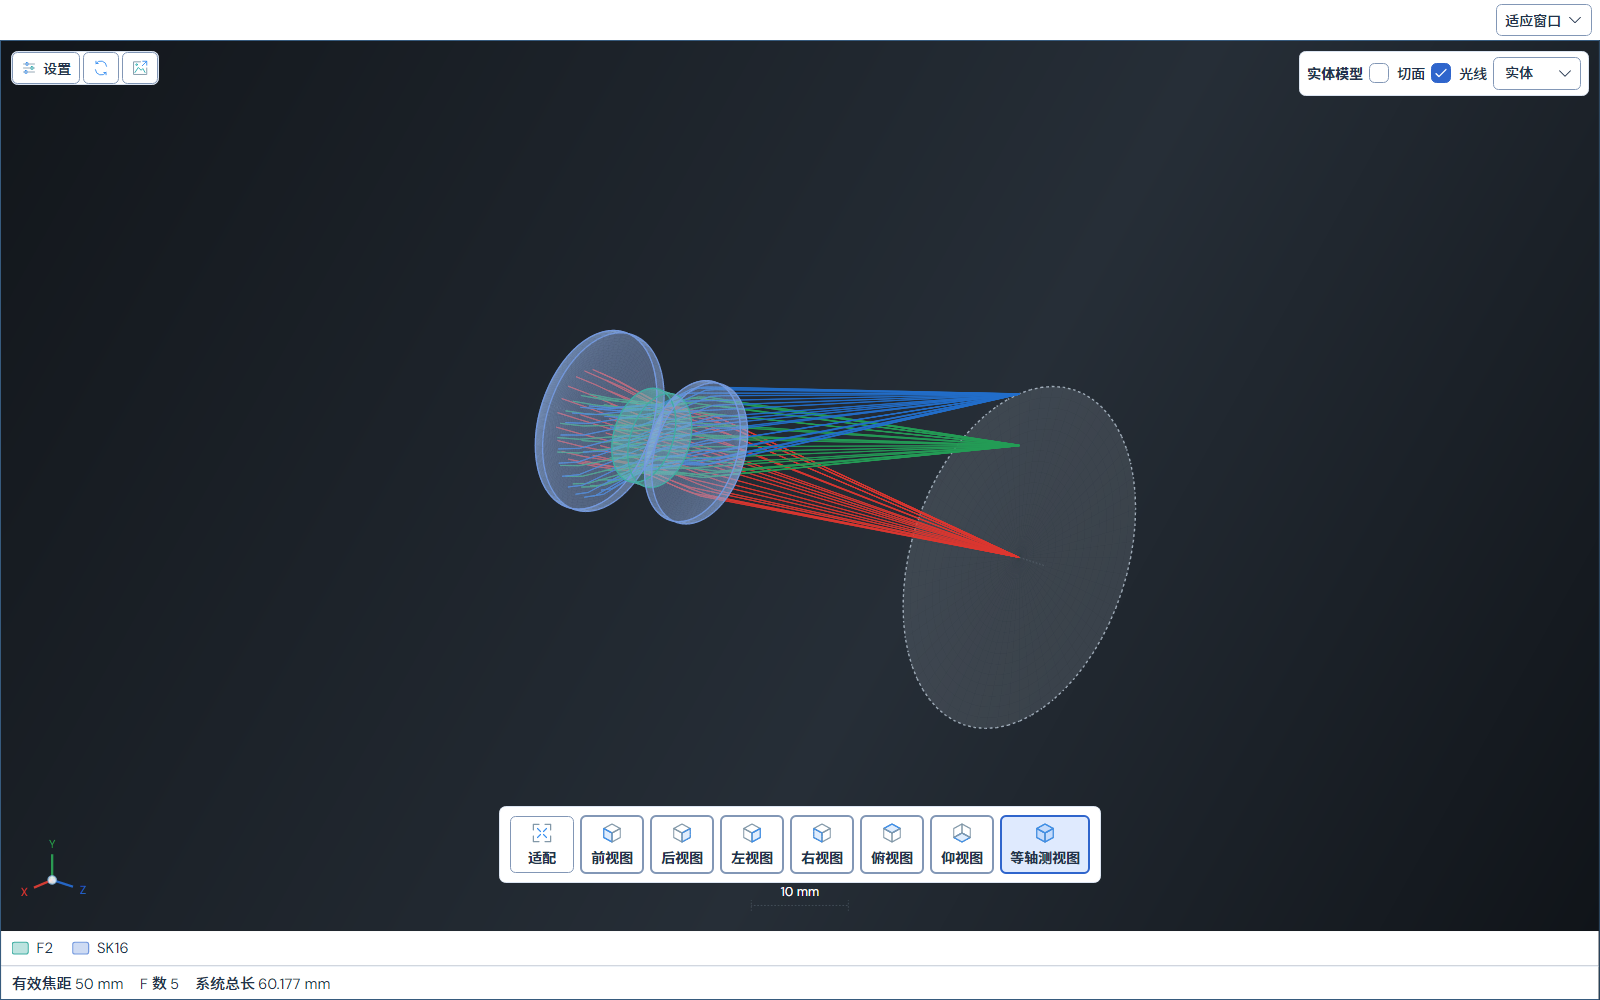 适应窗口
设置
实体模型 切面 光线 实体
Y
X Z
适配 前视图 后视图 左视图 右视图 俯视图 仰视图 等轴测视图
10 mm
F2 SK16
有效焦距 50 mm F 数 5 系统总长 60.177 mm